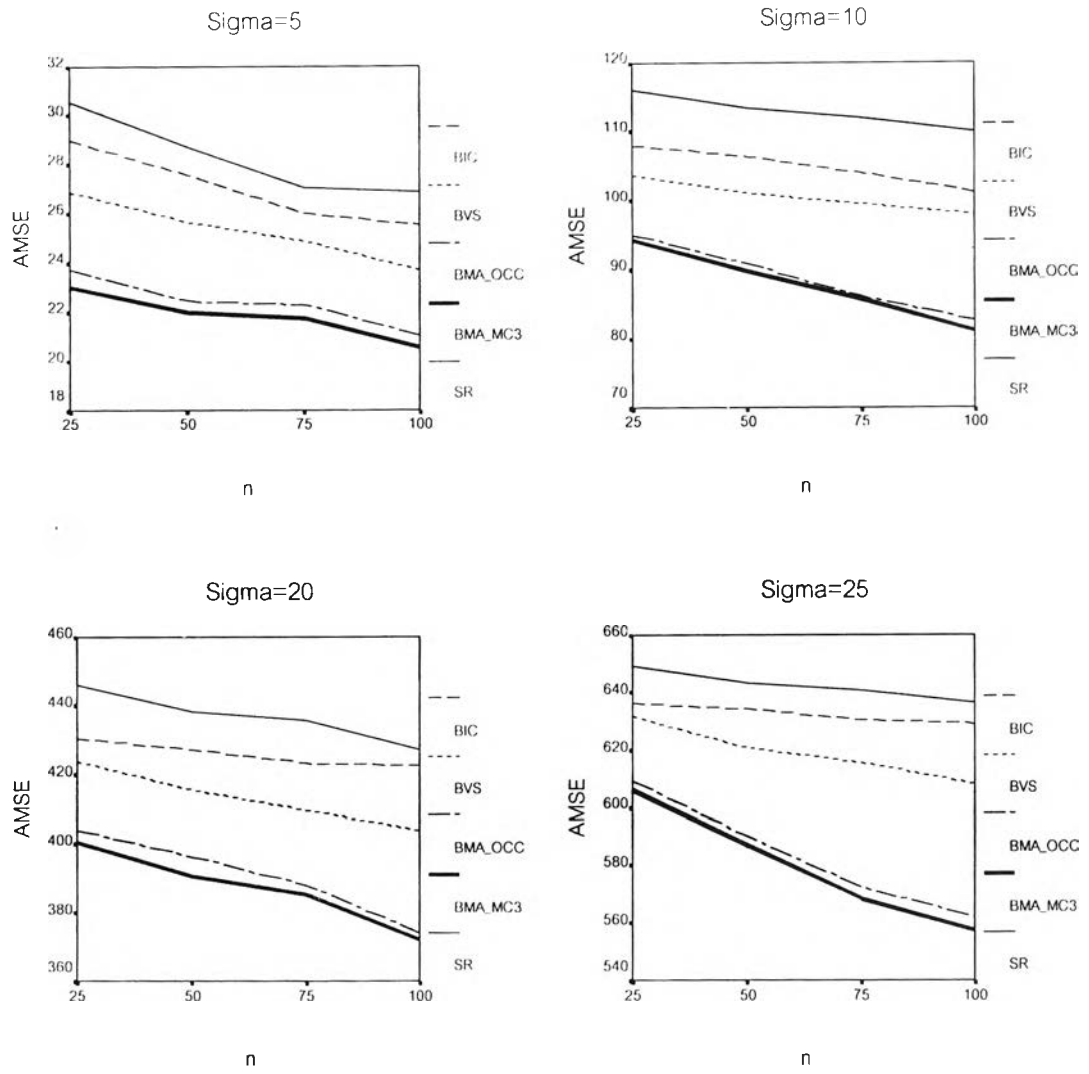 Sigma=5
32
30
28
26
24
22
20
18
AMSE
25
50
75
100
n
BIC
BVS
BMA_OCC
BMA_MC3
SR
Sigma=10
120
110
100
90
80
70
AMSE
25
50
75
100
n
BIC
BVS
BMA_OCC
BMA_MC3
SR
Sigma=20
460
440
420
400
380
360
AMSE
25
50
75
100
n
BIC
BVS
BMA_OCC
BMA_MC3
SR
Sigma=25
660
640
620
600
580
560
540
AMSE
25
50
75
100
n
BIC
BVS
BMA_OCC
BMA_MC3
SR